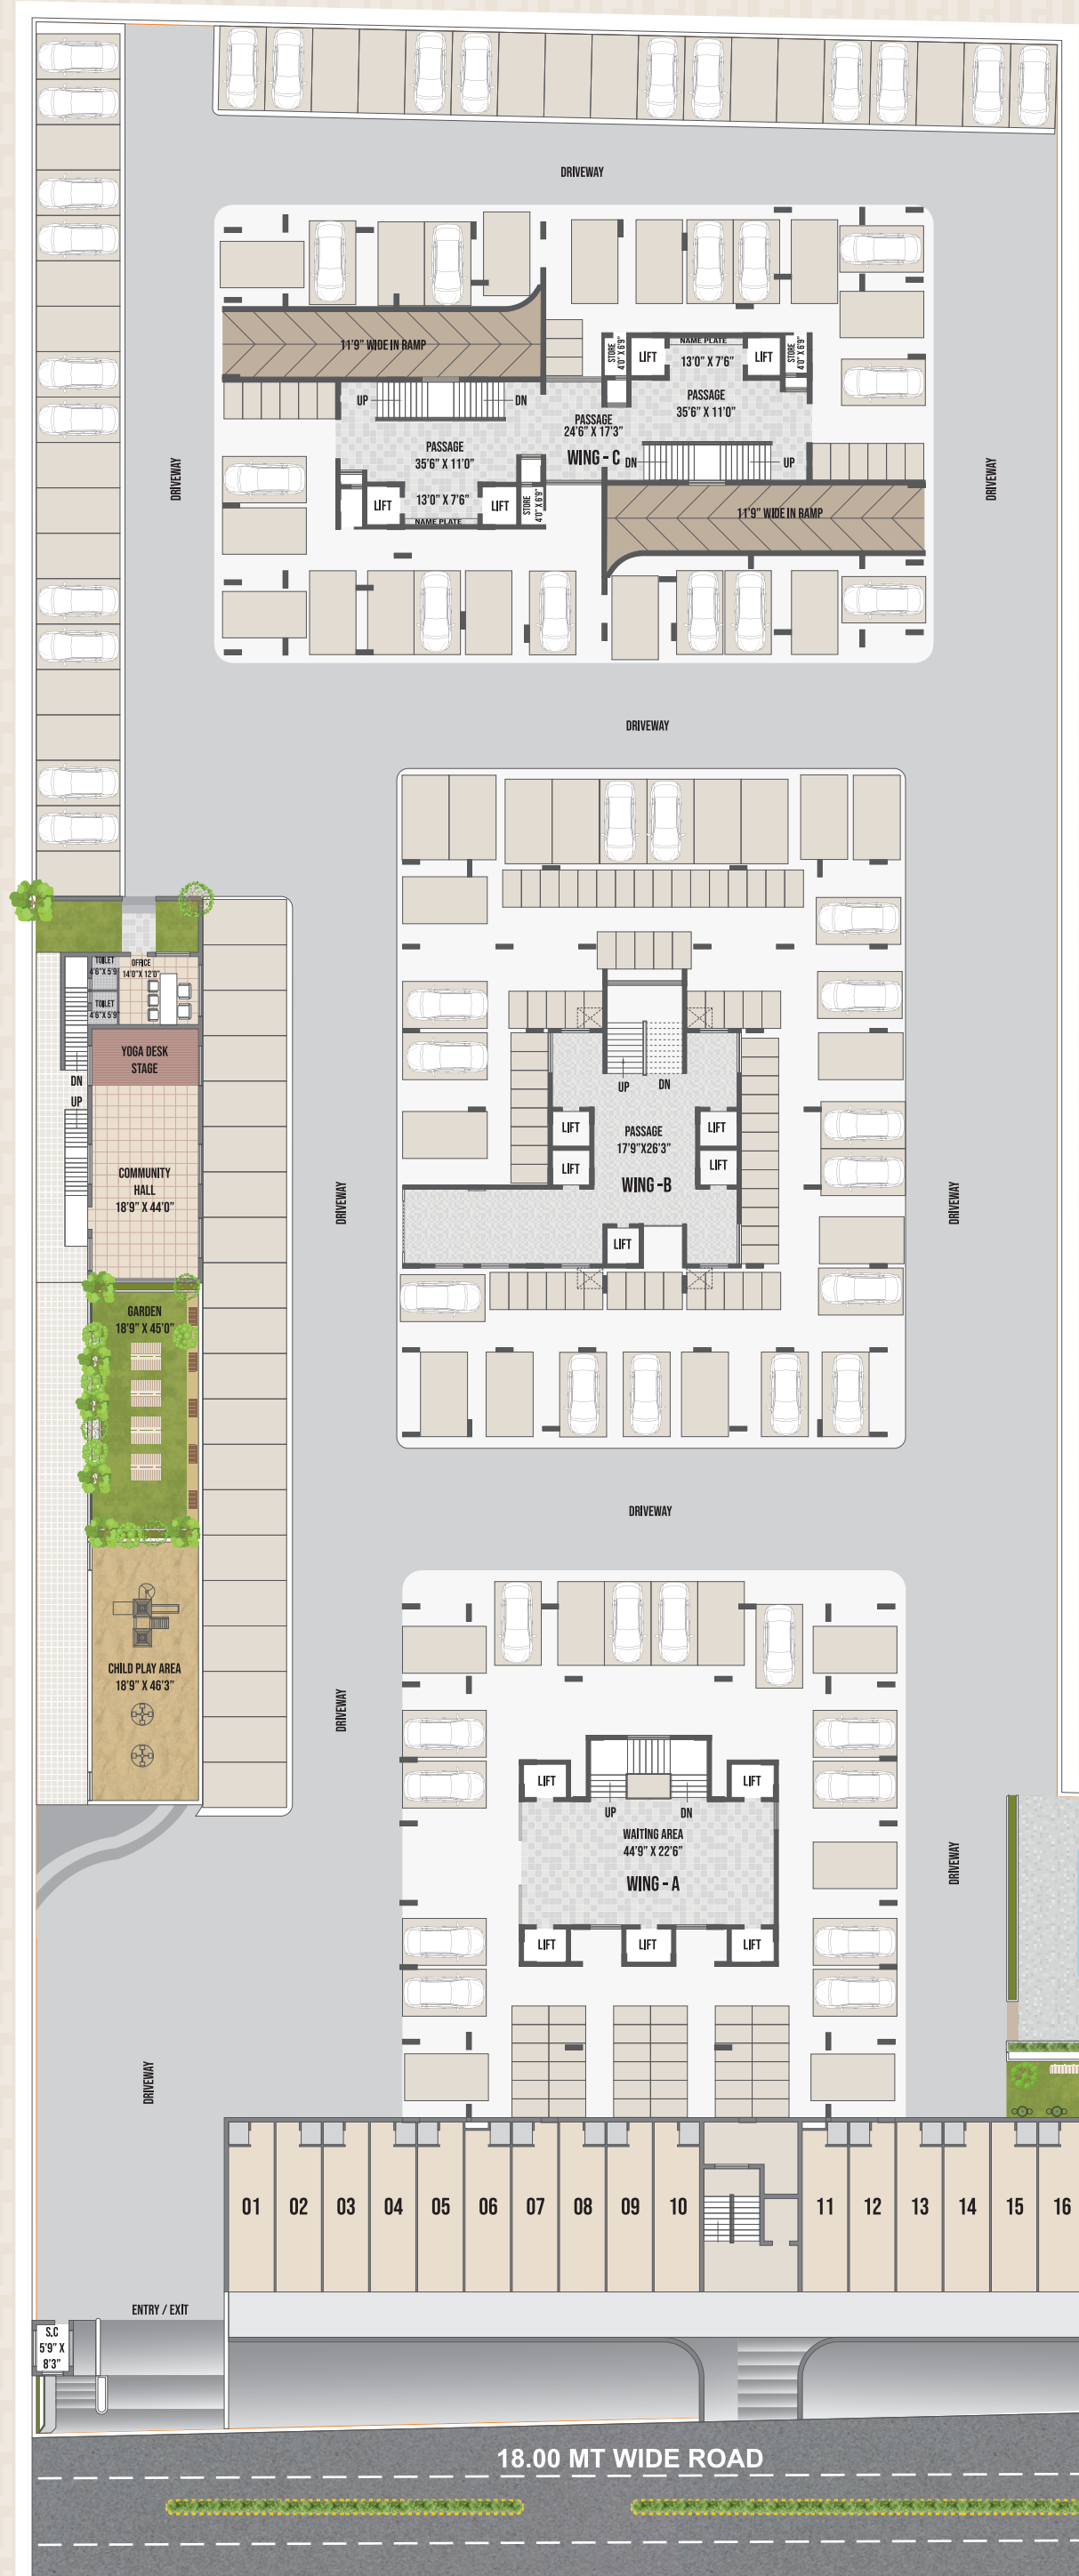 DRIVEWAY
11'9" WIDE IN RAMP
STORE
4'0" X 6'9"
LIFT
NAME PLATE
13'0" X 7'6"
LIFT
STORE
4'0" X 6'9"
UP
DN
PASSAGE
35'6" X 11'0"
PASSAGE
24'6" X 17'3"
WING - C
PASSAGE
35'6" X 11'0"
DN
UP
DRIVEWAY
DRIVEWAY
LIFT
13'0" X 7'6"
LIFT
STORE
4'0" X 6'9"
NAME PLATE
11'9" WIDE IN RAMP
DRIVEWAY
TOILET
4'6"X 5'9"
OFFICE
14'0"X 12'0"
TOILET
4'6"X 5'9"
YOGA DESK
STAGE
DN
UP
COMMUNITY
HALL
18'9" X 44'0"
UP
DN
LIFT
LIFT
PASSAGE
17'9"X26'3"
LIFT
LIFT
WING -B
LIFT
DRIVEWAY
DRIVEWAY
GARDEN
18'9" X 45'0"
DRIVEWAY
CHILD PLAY AREA
18'9" X 46'3"
DRIVEWAY
LIFT
LIFT
UP
DN
WAITING AREA
44'9" X 22'6"
WING - A
LIFT
LIFT
LIFT
DRIVEWAY
DRIVEWAY
01
02
03
04
05
06
07
08
09
10
11
12
13
14
15
16
ENTRY / EXIT
S.C
5'9" X
8'3"
18.00 MT WIDE ROAD